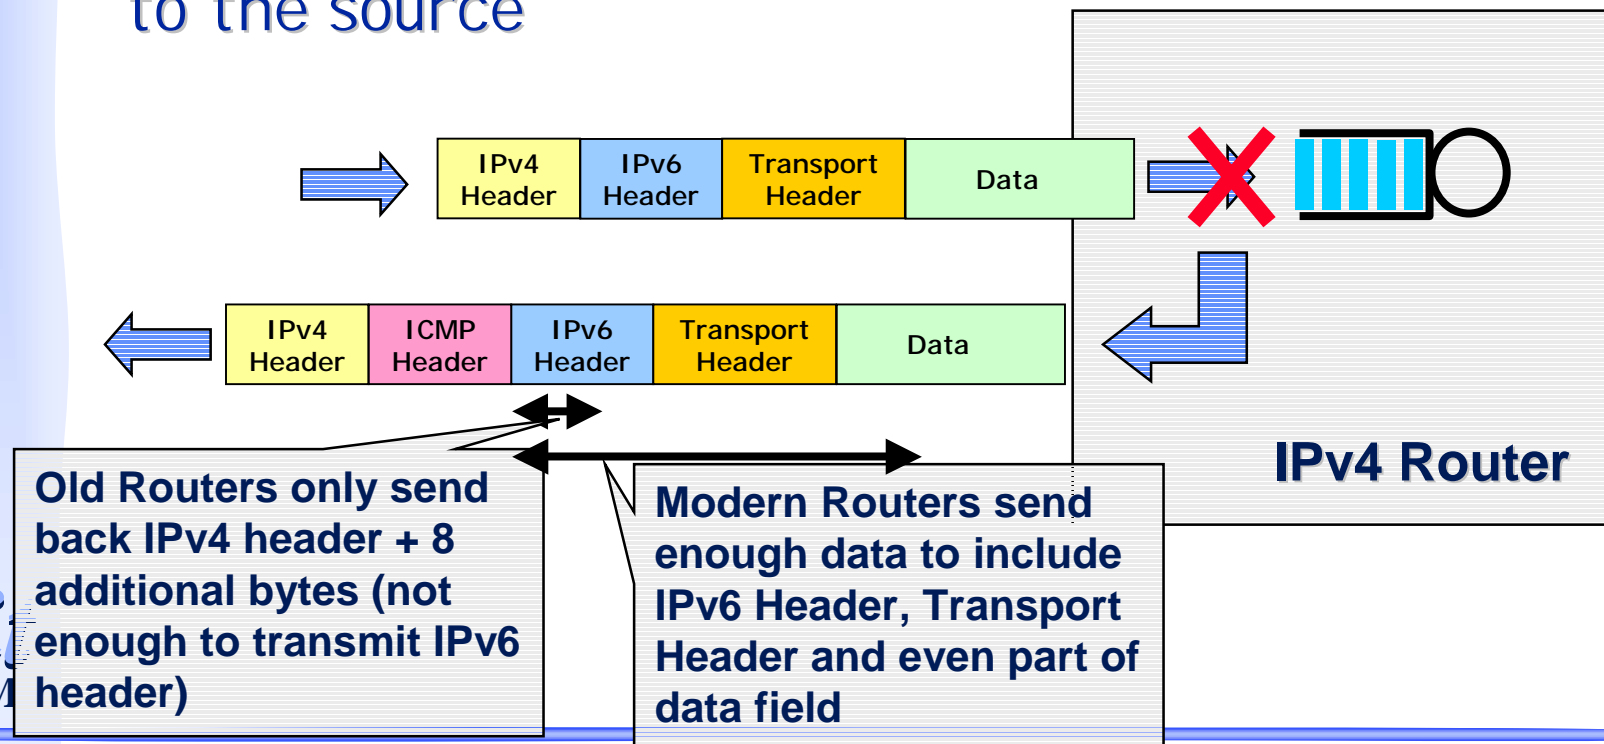 to the source
IPv4 Header
IPv6 Header
Transport Header
Data
IPv4 Header
ICMP Header
IPv6 Header
Transport Header
Data
IPv4 Router
Old Routers only send
back IPv4 header + 8
additional bytes (not
enough to transmit IPv6
header)
Modern Routers send
enough data to include
IPv6 Header, Transport
Header and even part of
data field